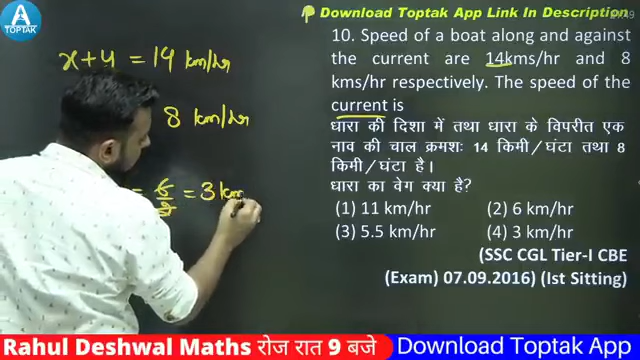 Download Toptak App Link In Description
A
TOPTAK
x+y = 14 km/hr
8 km/hr
= 6/2 = 3 km
10. Speed of a boat along and against
the current are 14kms/hr and 8
kms/hr respectively. The speed of the
current is
धारा की दिशा में तथा धारा के विपरीत एक
नाव की चाल क्रमशः 14 किमी/घंटा तथा 8
किमी/घंटा है।
धारा का वेग क्या है?
(1) 11 km/hr (2) 6 km/hr
(3) 5.5 km/hr (4) 3 km/hr
(SSC CGL Tier-I CBE
(Exam) 07.09.2016) (Ist Sitting)
Rahul Deshwal Maths रोज रात 9 बजे Download Toptak App